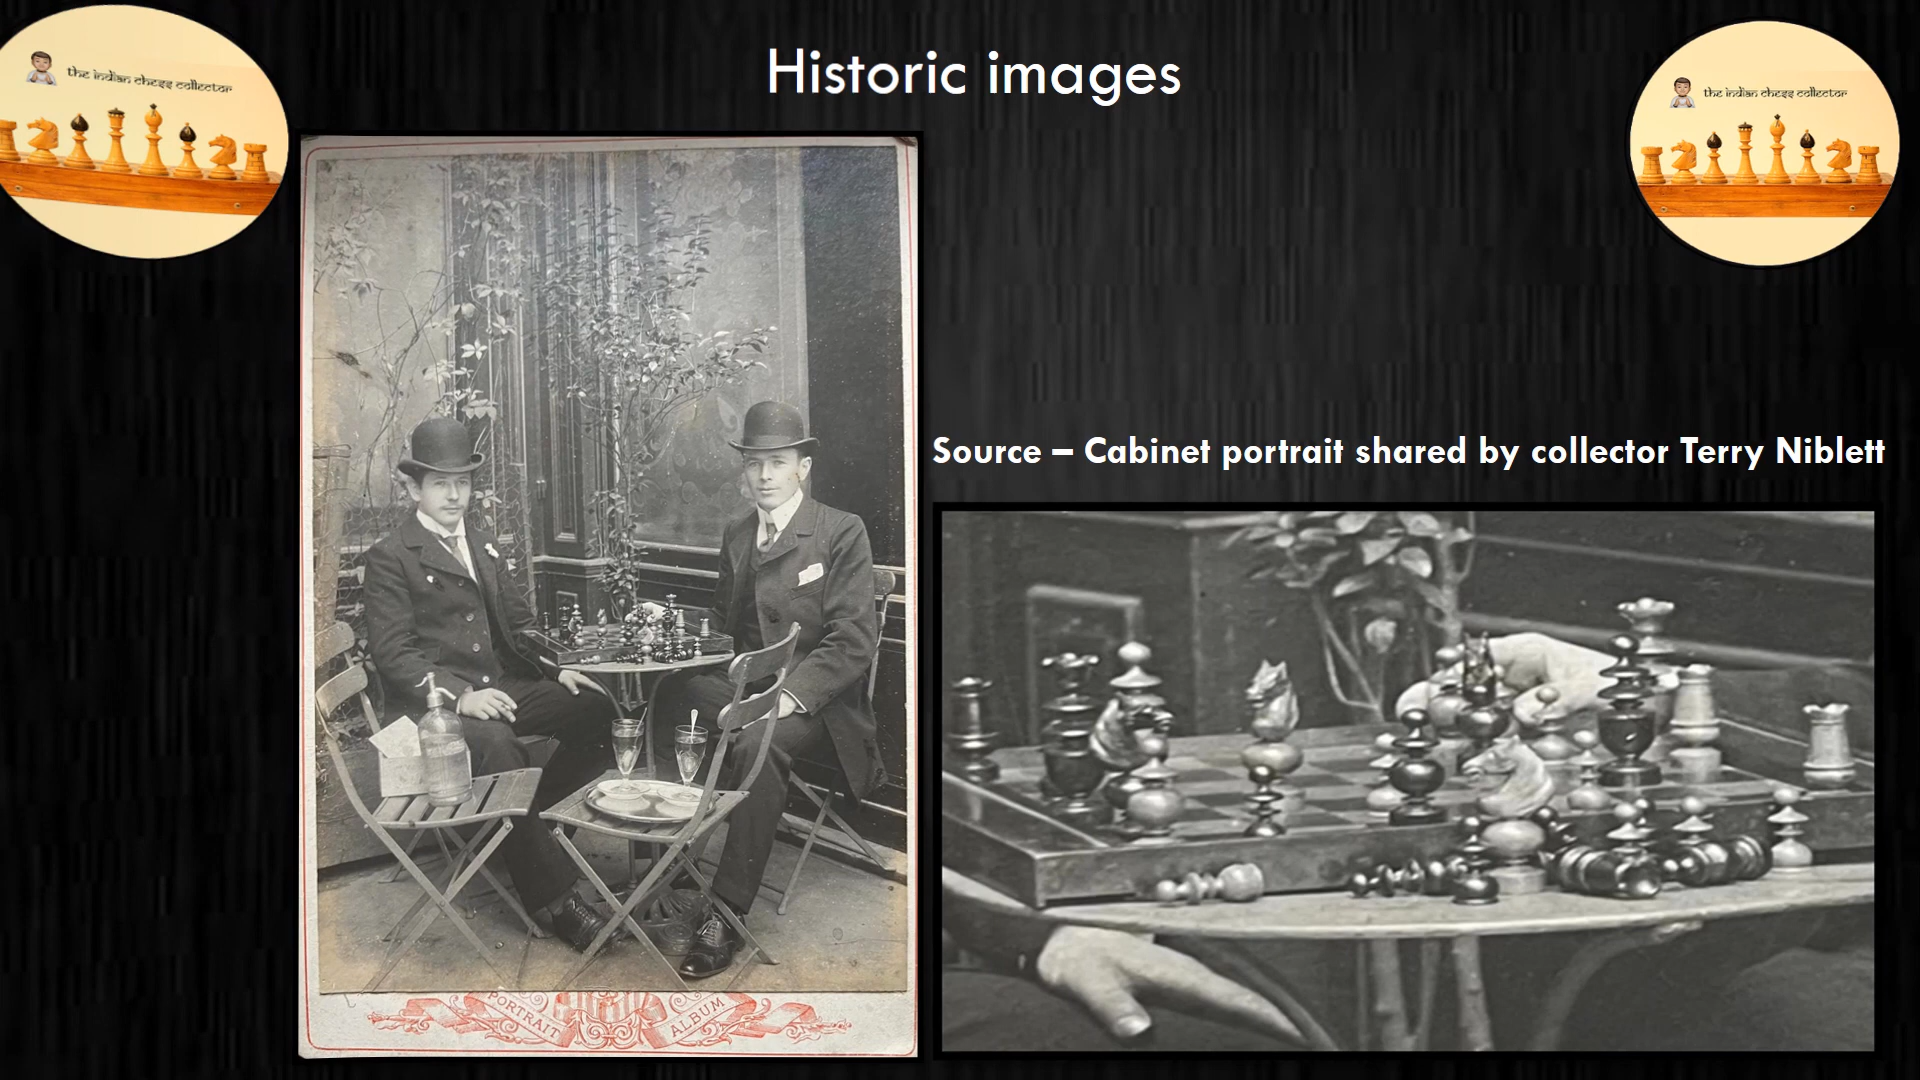 the indian chess collector
Historic images
the indian chess collector
Source – Cabinet portrait shared by collector Terry Niblett
PORTRAIT ALBUM